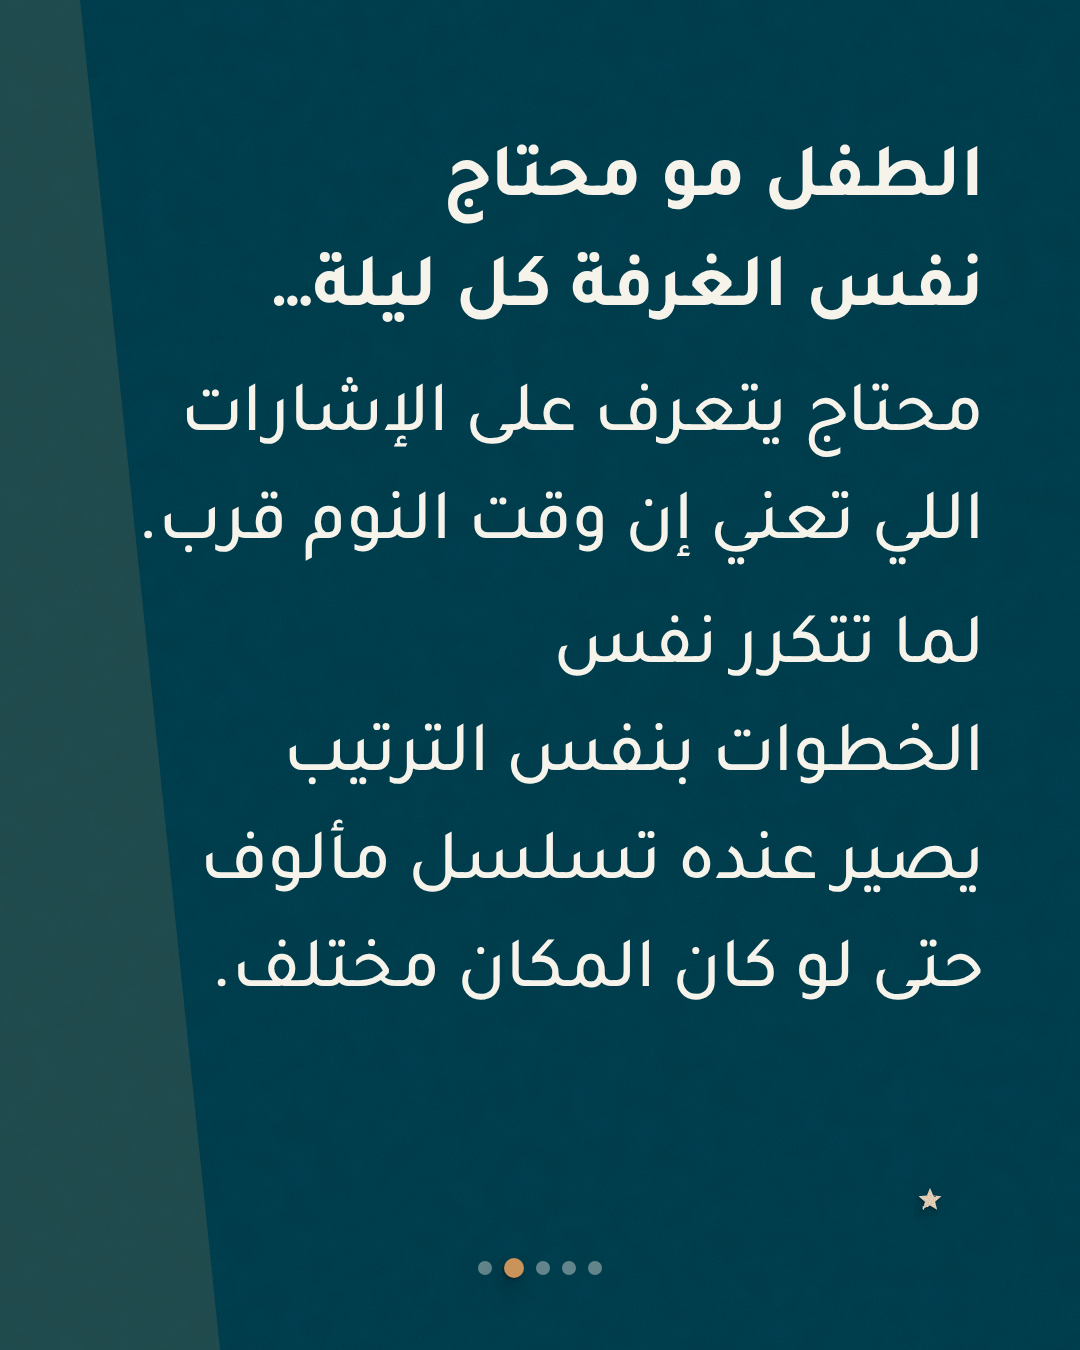 الطفل مو محتاج
نفس الغرفة كل ليلة...
محتاج يتعرف على الإشارات
اللي تعني إن وقت النوم قرب.
لما تتكرر نفس
الخطوات بنفس الترتيب
يصير عنده تسلسل مألوف
حتى لو كان المكان مختلف.